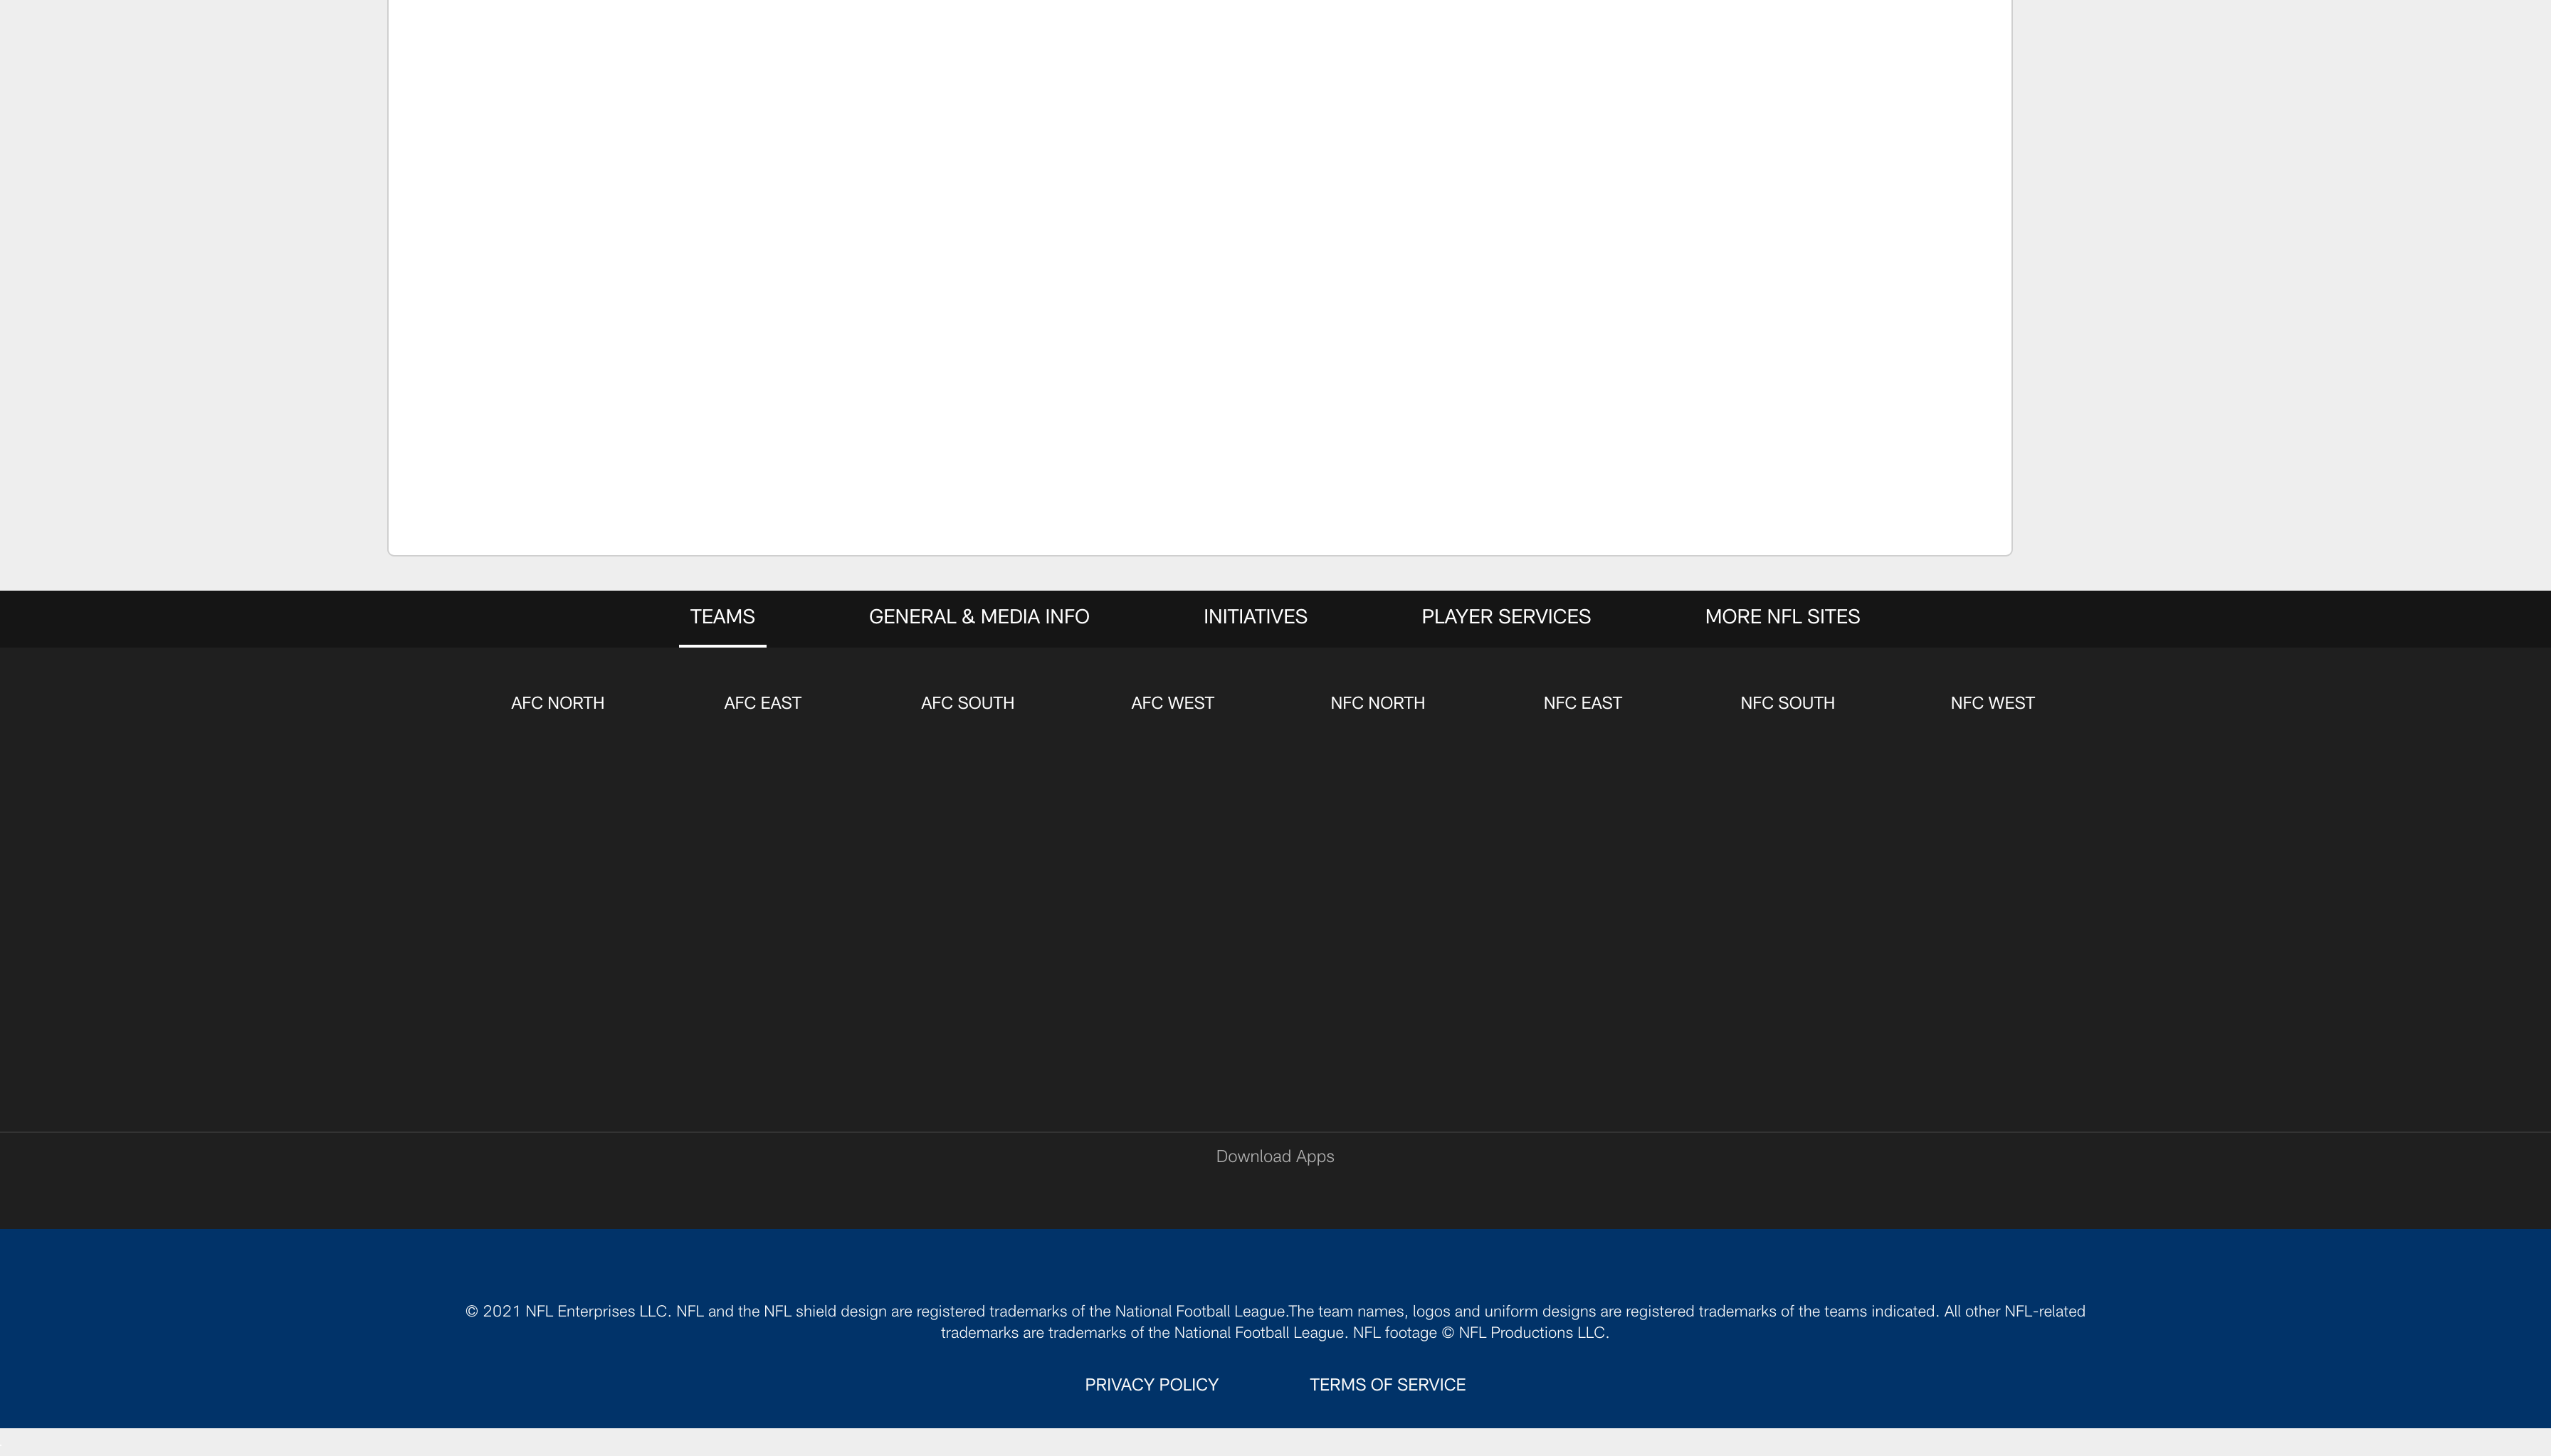 TEAMS GENERAL & MEDIA INFO INITIATIVES PLAYER SERVICES MORE NFL SITES
AFC NORTH AFC EAST AFC SOUTH AFC WEST NFC NORTH NFC EAST NFC SOUTH NFC WEST
Download Apps
© 2021 NFL Enterprises LLC. NFL and the NFL shield design are registered trademarks of the National Football League.The team names, logos and uniform designs are registered trademarks of the teams indicated. All other NFL-related
trademarks are trademarks of the National Football League. NFL footage © NFL Productions LLC.
PRIVACY POLICY TERMS OF SERVICE